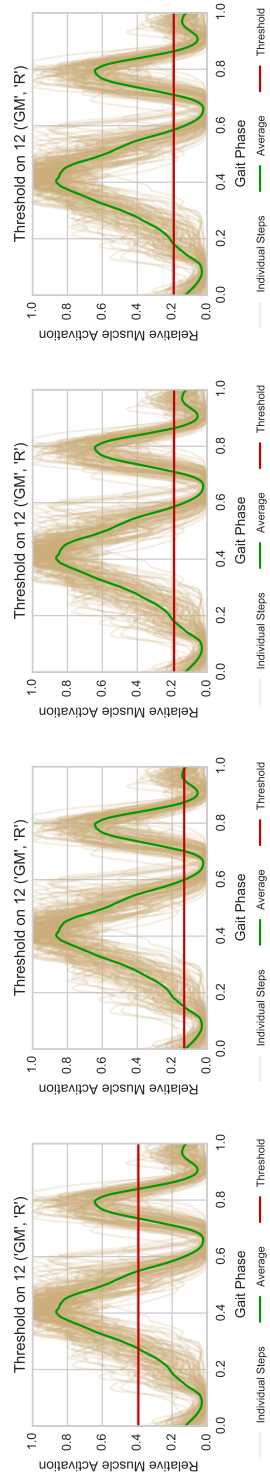 Threshold on 12 ('GM', 'R')
Relative Muscle Activation
1.0
0.8
0.6
0.4
0.2
0.0
0.0 0.2 0.4 0.6 0.8 1.0
Gait Phase
Individual Steps Average Threshold
Threshold on 12 ('GM', 'R')
Relative Muscle Activation
1.0
0.8
0.6
0.4
0.2
0.0
0.0 0.2 0.4 0.6 0.8 1.0
Gait Phase
Individual Steps Average Threshold
Threshold on 12 ('GM', 'R')
Relative Muscle Activation
1.0
0.8
0.6
0.4
0.2
0.0
0.0 0.2 0.4 0.6 0.8 1.0
Gait Phase
Individual Steps Average Threshold
Threshold on 12 ('GM', 'R')
Relative Muscle Activation
1.0
0.8
0.6
0.4
0.2
0.0
0.0 0.2 0.4 0.6 0.8 1.0
Gait Phase
Individual Steps Average Threshold